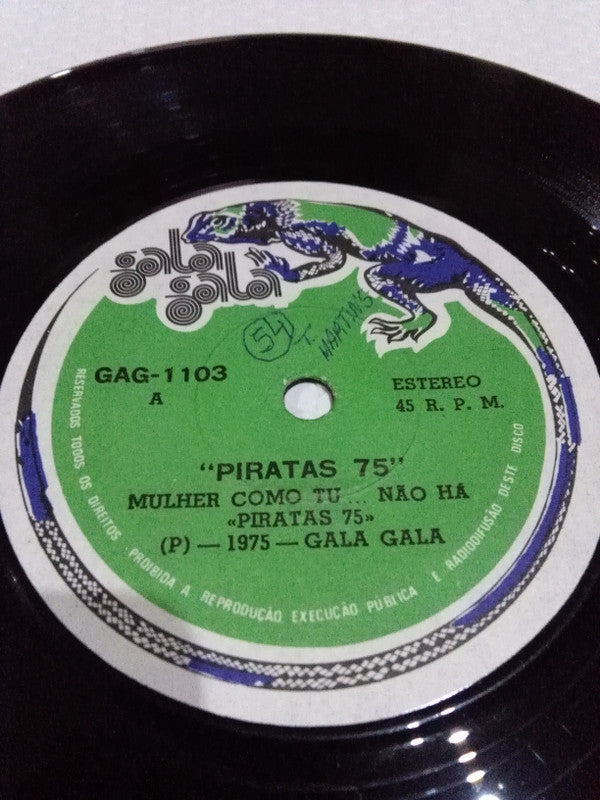 gala
gala
54
T. MARTINS
GAG-1103
A
ESTEREO
45 R. P. M.
"PIRATAS 75"
MULHER COMO TU... NÃO HÁ
«PIRATAS 75»
(P) — 1975 — GALA GALA
RESERVADOS TODOS OS DIREITOS PROIBIDA A REPRODUÇÃO EXECUÇÃO PUBLICA E RADIODIFUSÃO DESTE DISCO